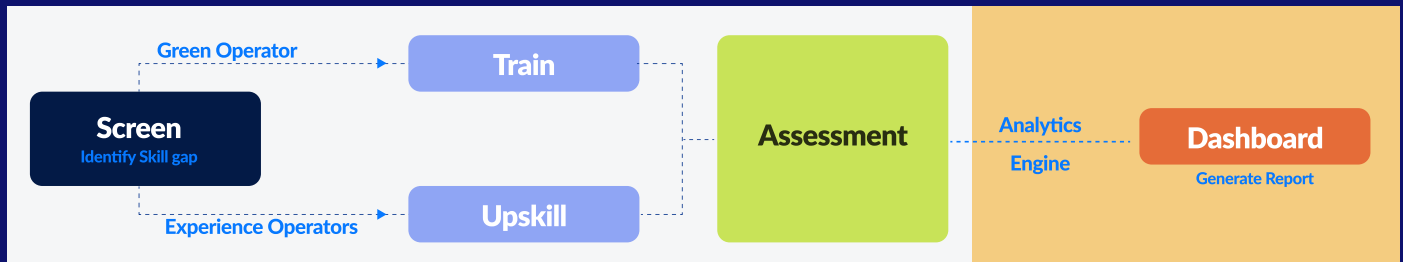 Green Operator
Train
Screen
Identify Skill gap
Assessment
Analytics
Engine
Dashboard
Generate Report
Experience Operators
Upskill